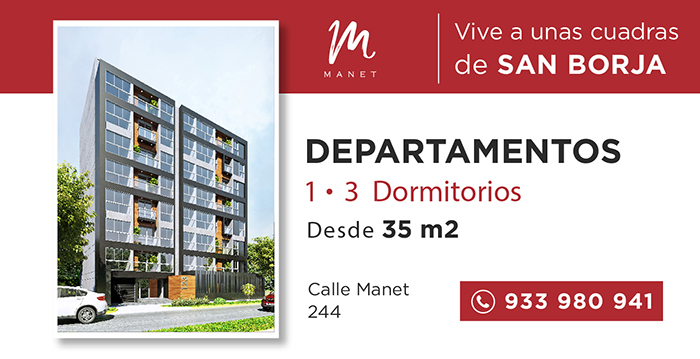 M
MANET
Vive a unas cuadras
de SAN BORJA
DEPARTAMENTOS
1 • 3 Dormitorios
Desde 35 m2
Calle Manet
244
933 980 941